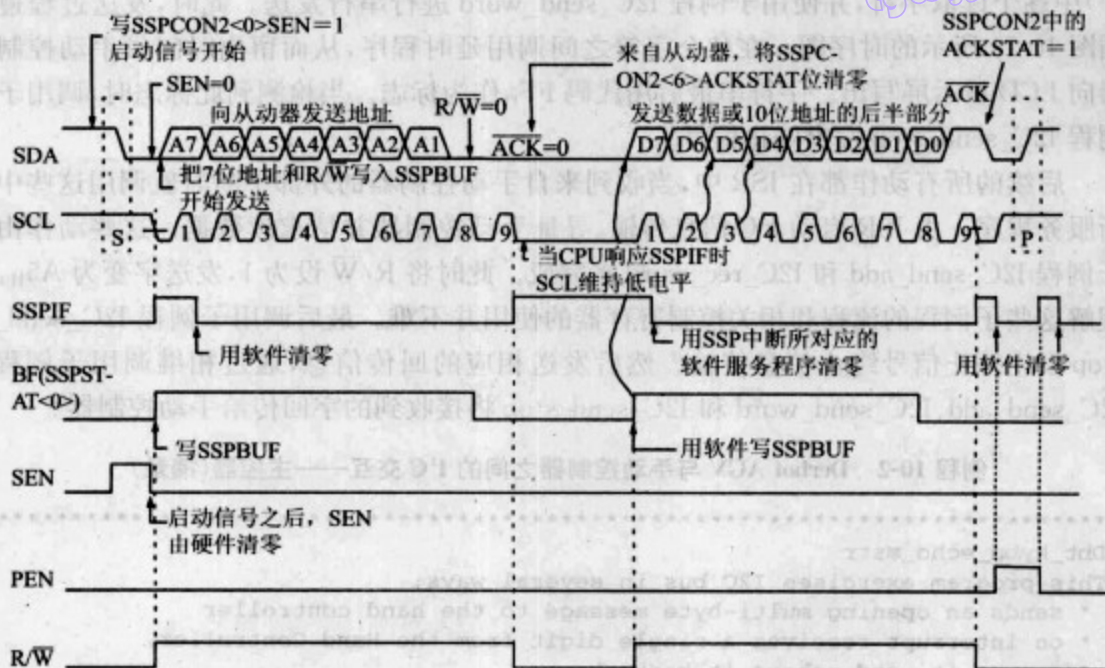 写SSPCON2<0>SEN=1
启动信号开始
SEN=0
向从动器发送地址
R/W̅=0
来自从动器，将SSPC-
ON2<6>ACKSTAT位清零
SSPCON2中的
ACKSTAT=1
A̅C̅K̅
发送数据或10位地址的后半部分
SDA
A7 A6 A5 A4 A3 A2 A1
A̅C̅K̅=0
D7 D6 D5 D4 D3 D2 D1 D0
把7位地址和R/W̅写入SSPBUF
开始发送
SCL
S
1 2 3 4 5 6 7 8 9
1 2 3 4 5 6 7 8 9
P
当CPU响应SSPIF时
SCL维持低电平
SSPIF
用软件清零
用SSP中断所对应的
软件服务程序清零
用软件清零
BF(SSPST-
AT<0>)
写SSPBUF
用软件写SSPBUF
SEN
启动信号之后，SEN
由硬件清零
PEN
R/W̅